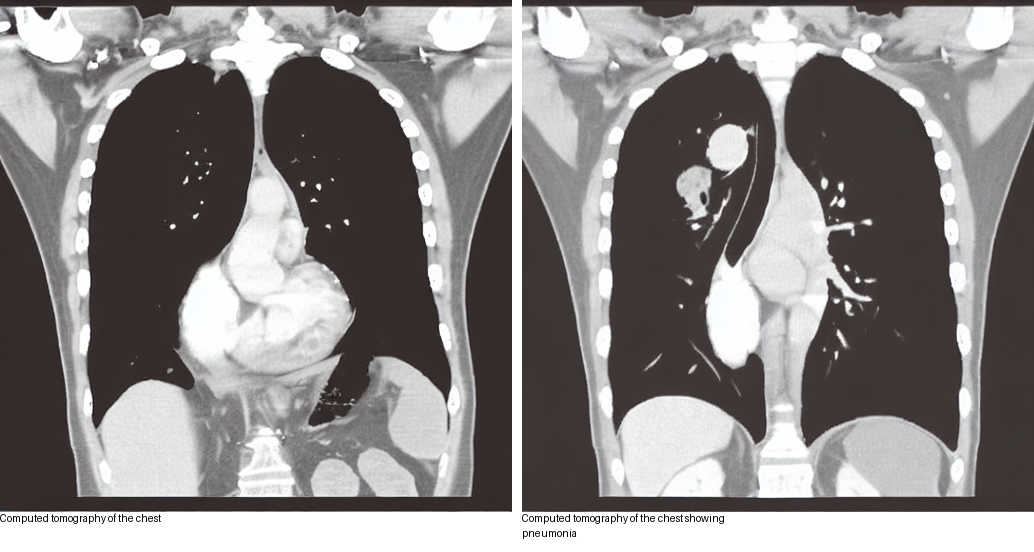 Computed tomography of the chest
Computed tomography of the chest showing
pneumonia